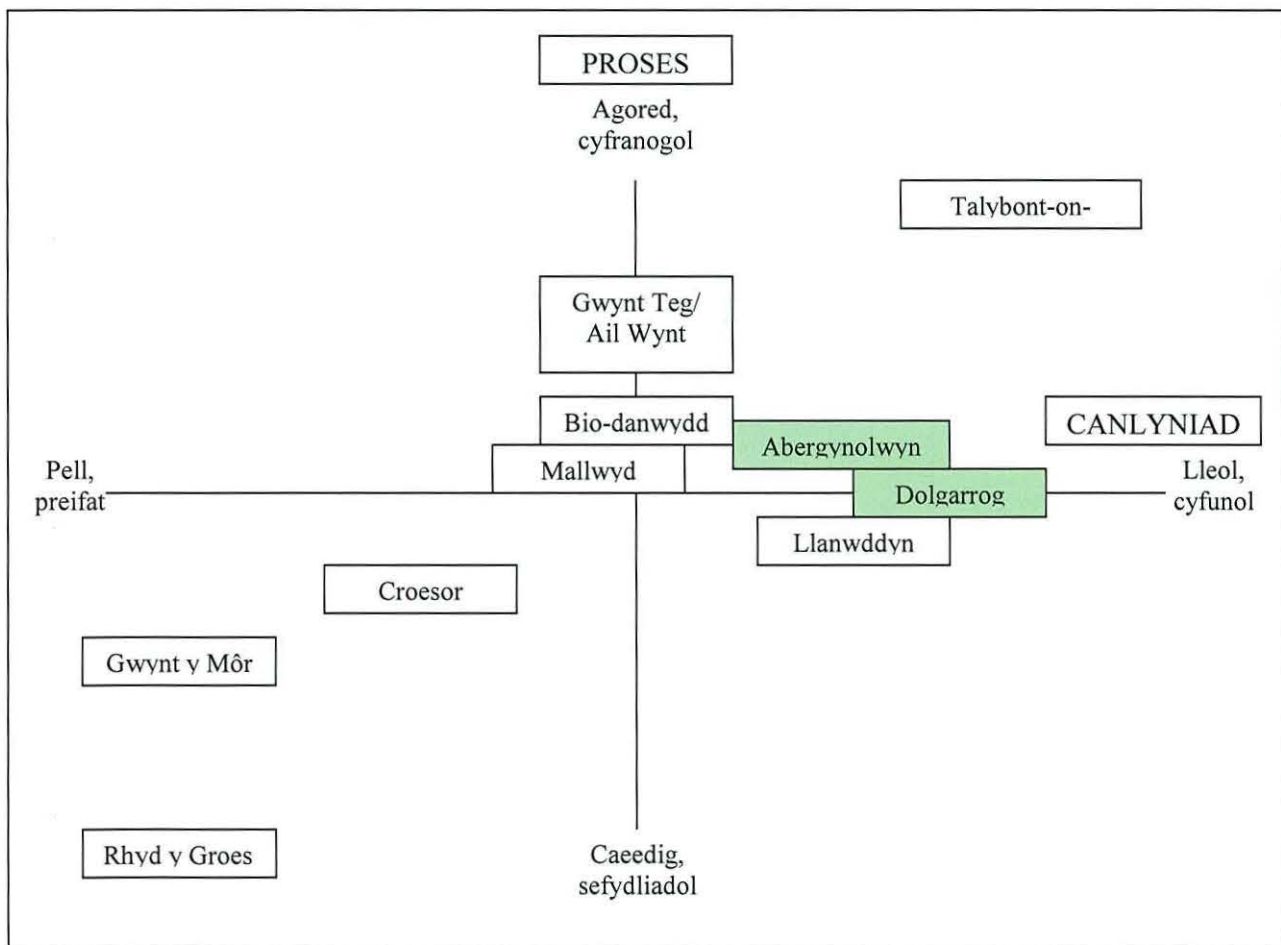 PROSES
Agored,
cyfranogol
Talybont-on-
Gwynt Teg/
Ail Wynt
Bio-danwydd
Abergynolwyn
CANLYNIAD
Mallwyd
Pell,
preifat
Dolgarrog
Lleol,
cyfunol
Llanwddyn
Croesor
Gwynt y Môr
Rhyd y Groes
Caeedig,
sefydliadol